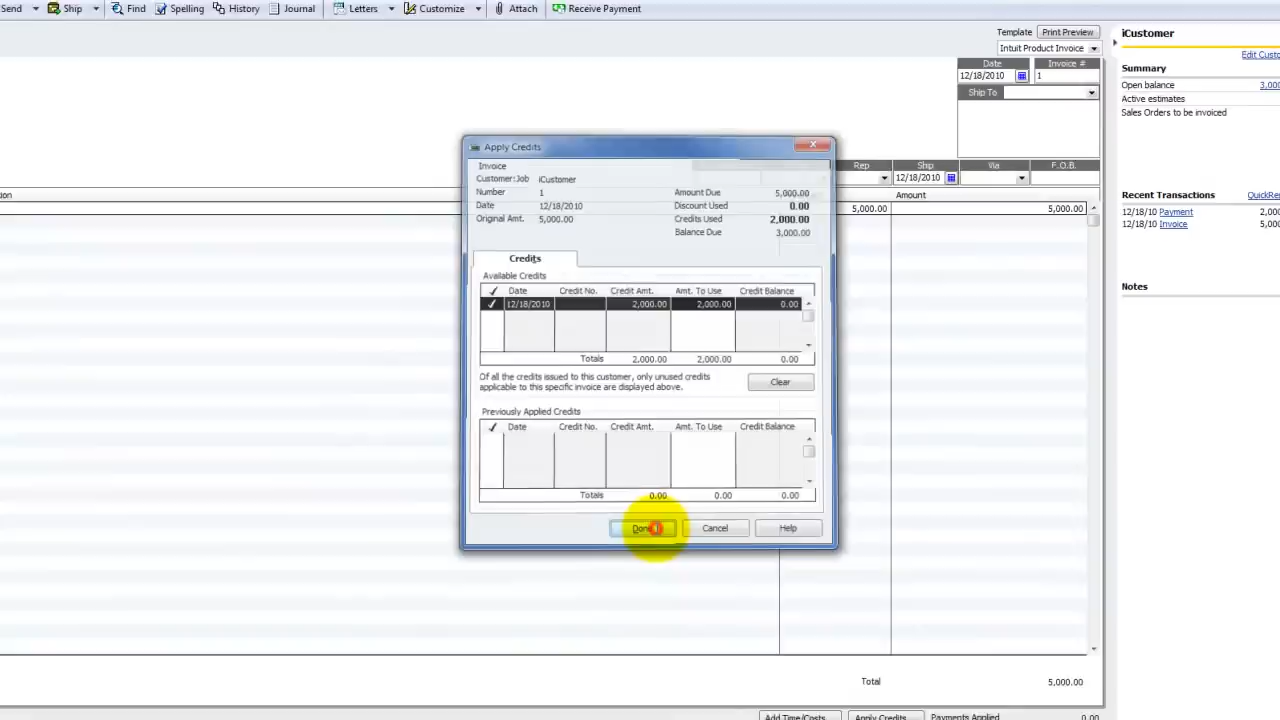 Send Ship Find Spelling History Journal Letters Customize Attach Receive Payment
Template Print Preview
Intuit Product Invoice
Date Invoice #
12/18/2010 1
Ship To
Rep Ship Via F.O.B.
12/18/2010
Amount
5,000.00 5,000.00
Total 5,000.00
Add Time/Costs... Apply Credits... Payments Applied 0.00
Apply Credits
Invoice
Customer:Job iCustomer
Number 1 Amount Due 5,000.00
Date 12/18/2010 Discount Used 0.00
Original Amt. 5,000.00 Credits Used 2,000.00
Balance Due 3,000.00
Credits
Available Credits
✓ Date Credit No. Credit Amt. Amt. To Use Credit Balance
✓ 12/18/2010 2,000.00 2,000.00 0.00
Totals 2,000.00 2,000.00 0.00
Of all the credits issued to this customer, only unused credits
applicable to this specific invoice are displayed above.
Clear
Previously Applied Credits
✓ Date Credit No. Credit Amt. Amt. To Use Credit Balance
Totals 0.00 0.00 0.00
Cancel Help
iCustomer
Edit Custo
Summary
Open balance 3,000
Active estimates
Sales Orders to be invoiced
Recent Transactions QuickRe
12/18/10 Payment 2,00
12/18/10 Invoice 5,00
Notes